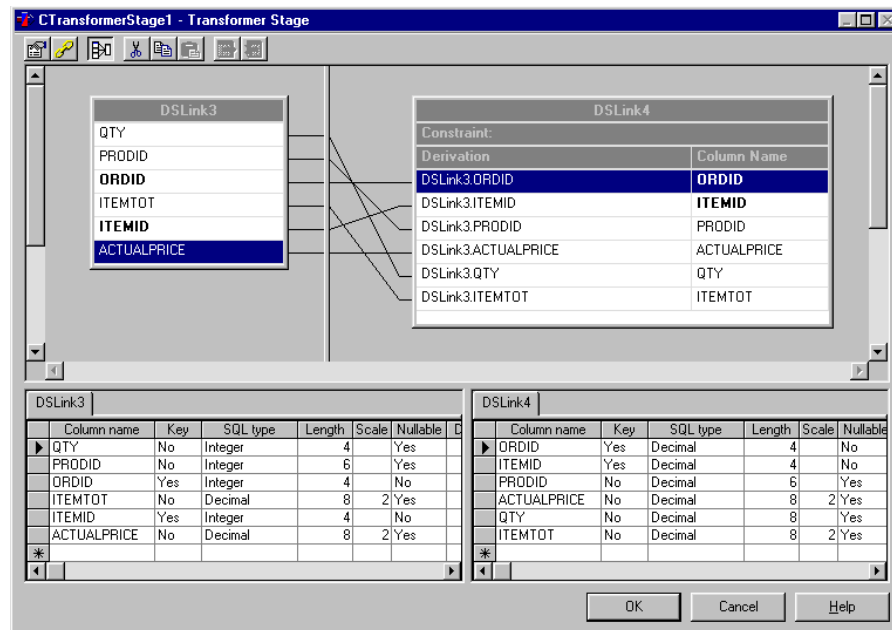 CTransformerStage1 - Transformer Stage
DSLink3
QTY
PRODID
ORDID
ITEMTOT
ITEMID
ACTUALPRICE
DSLink4
Constraint:
Derivation Column Name
DSLink3.ORDID ORDID
DSLink3.ITEMID ITEMID
DSLink3.PRODID PRODID
DSLink3.ACTUALPRICE ACTUALPRICE
DSLink3.QTY QTY
DSLink3.ITEMTOT ITEMTOT
DSLink3
Column name Key SQL type Length Scale Nullable D
QTY No Integer 4 Yes
PRODID No Integer 6 Yes
ORDID Yes Integer 4 No
ITEMTOT No Decimal 8 2 Yes
ITEMID Yes Integer 4 No
ACTUALPRICE No Decimal 8 2 Yes
DSLink4
Column name Key SQL type Length Scale Nullable
ORDID Yes Decimal 4 No
ITEMID Yes Decimal 4 No
PRODID No Decimal 6 Yes
ACTUALPRICE No Decimal 8 2 Yes
QTY No Decimal 8 Yes
ITEMTOT No Decimal 8 2 Yes
OK Cancel Help